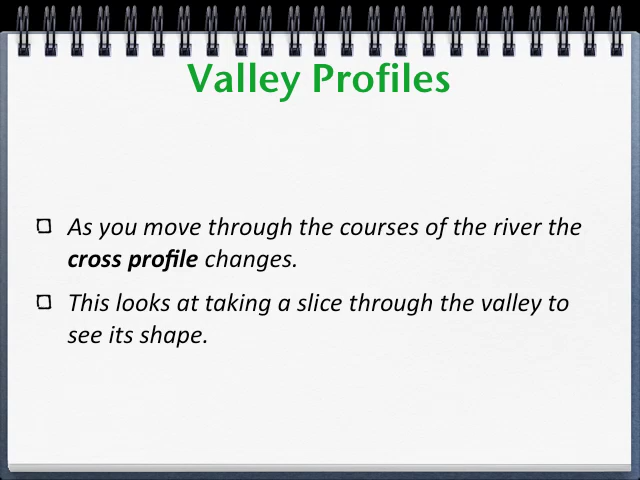 Valley Profiles
As you move through the courses of the river the
cross profile changes.
This looks at taking a slice through the valley to
see its shape.